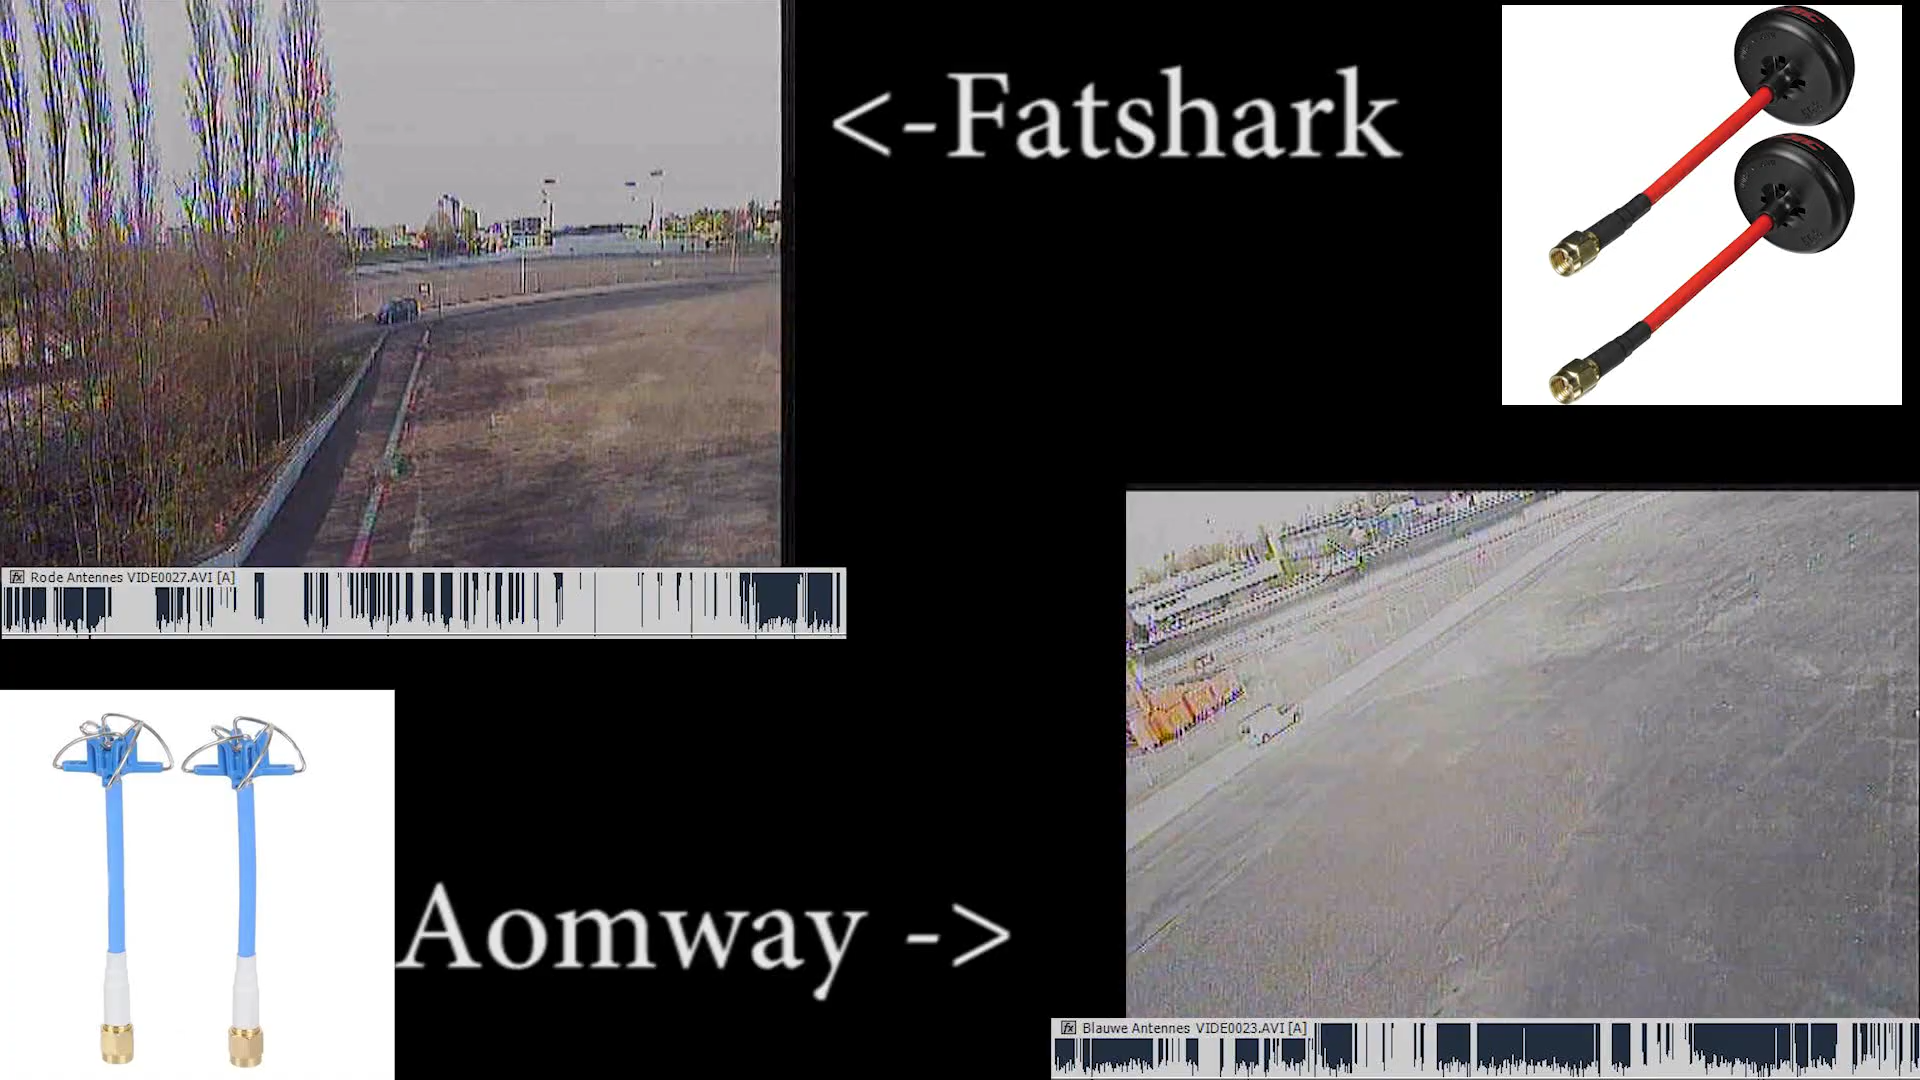 <-Fatshark
Rode Antennes VIDE0027.AVI [A]
Aomway ->
Blauwe Antennes VIDE0023.AVI [A]